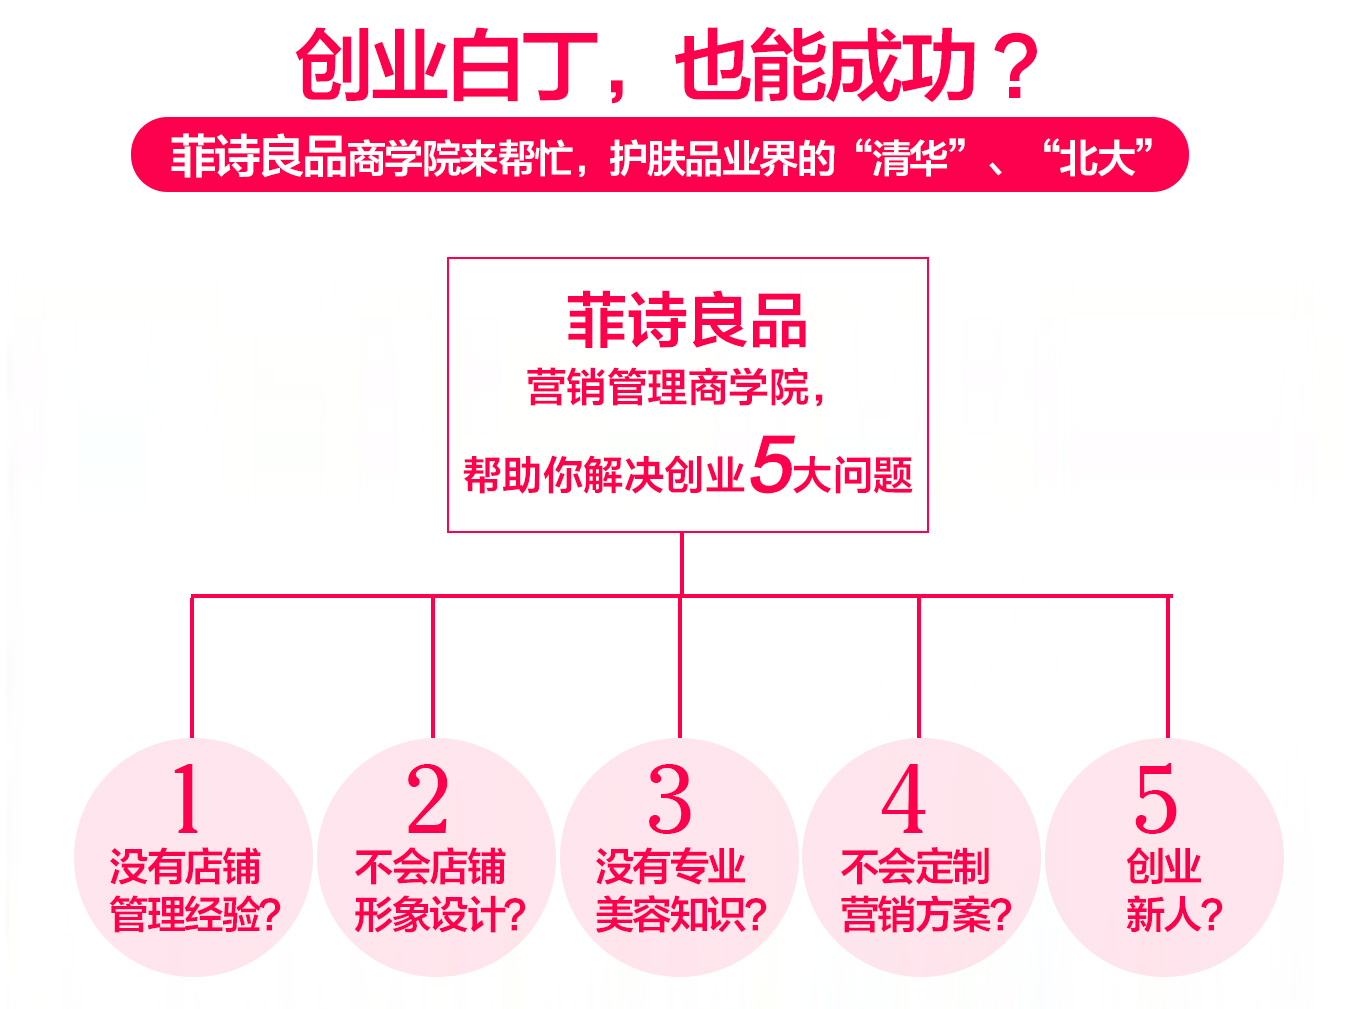 创业白丁，也能成功？
菲诗良品商学院来帮忙，护肤品业界的“清华”、“北大”
菲诗良品
营销管理商学院，
帮助你解决创业5大问题
1
没有店铺
管理经验?
2
不会店铺
形象设计?
3
没有专业
美容知识?
4
不会定制
营销方案?
5
创业
新人?